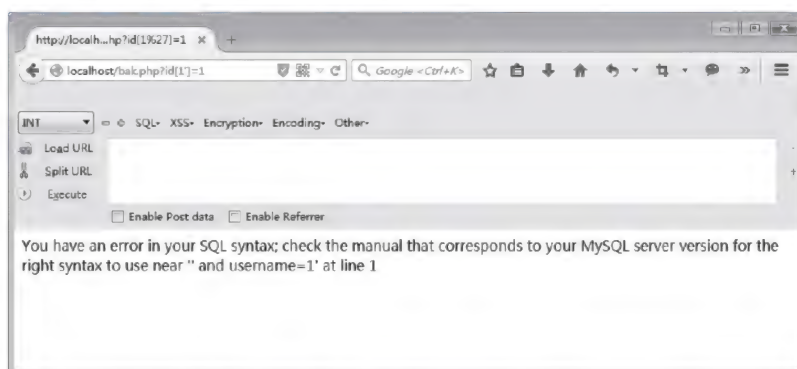 http://localh...hp?id[1%27]=1 × +
localhost/bak.php?id[1']=1 Google <Ctrl+K>
INT SQL- XSS- Encryption- Encoding- Other-
Load URL
Split URL
Execute
Enable Post data Enable Referrer
You have an error in your SQL syntax; check the manual that corresponds to your MySQL server version for the
right syntax to use near '' and username=1' at line 1